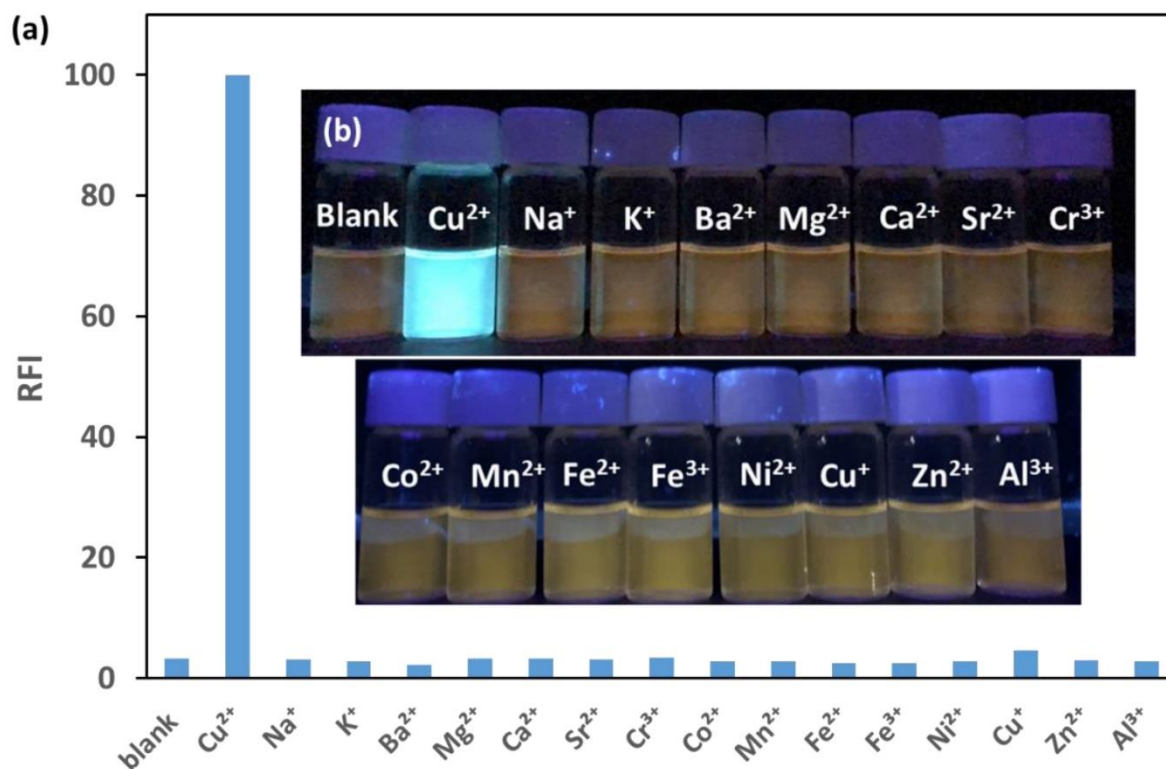 (a)
100
80
60
40
20
0
RFI
(b)
Blank Cu²⁺ Na⁺ K⁺ Ba²⁺ Mg²⁺ Ca²⁺ Sr²⁺ Cr³⁺
Co²⁺ Mn²⁺ Fe²⁺ Fe³⁺ Ni²⁺ Cu⁺ Zn²⁺ Al³⁺
blank Cu²⁺ Na⁺ K⁺ Ba²⁺ Mg²⁺ Ca²⁺ Sr²⁺ Cr³⁺ Co²⁺ Mn²⁺ Fe²⁺ Fe³⁺ Ni²⁺ Cu⁺ Zn²⁺ Al³⁺